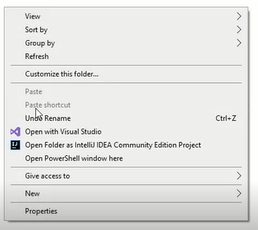 View
Sort by
Group by
Refresh
Customize this folder...
Paste
Paste shortcut
Undo Rename Ctrl+Z
Open with Visual Studio
Open Folder as IntelliJ IDEA Community Edition Project
Open PowerShell window here
Give access to
New
Properties